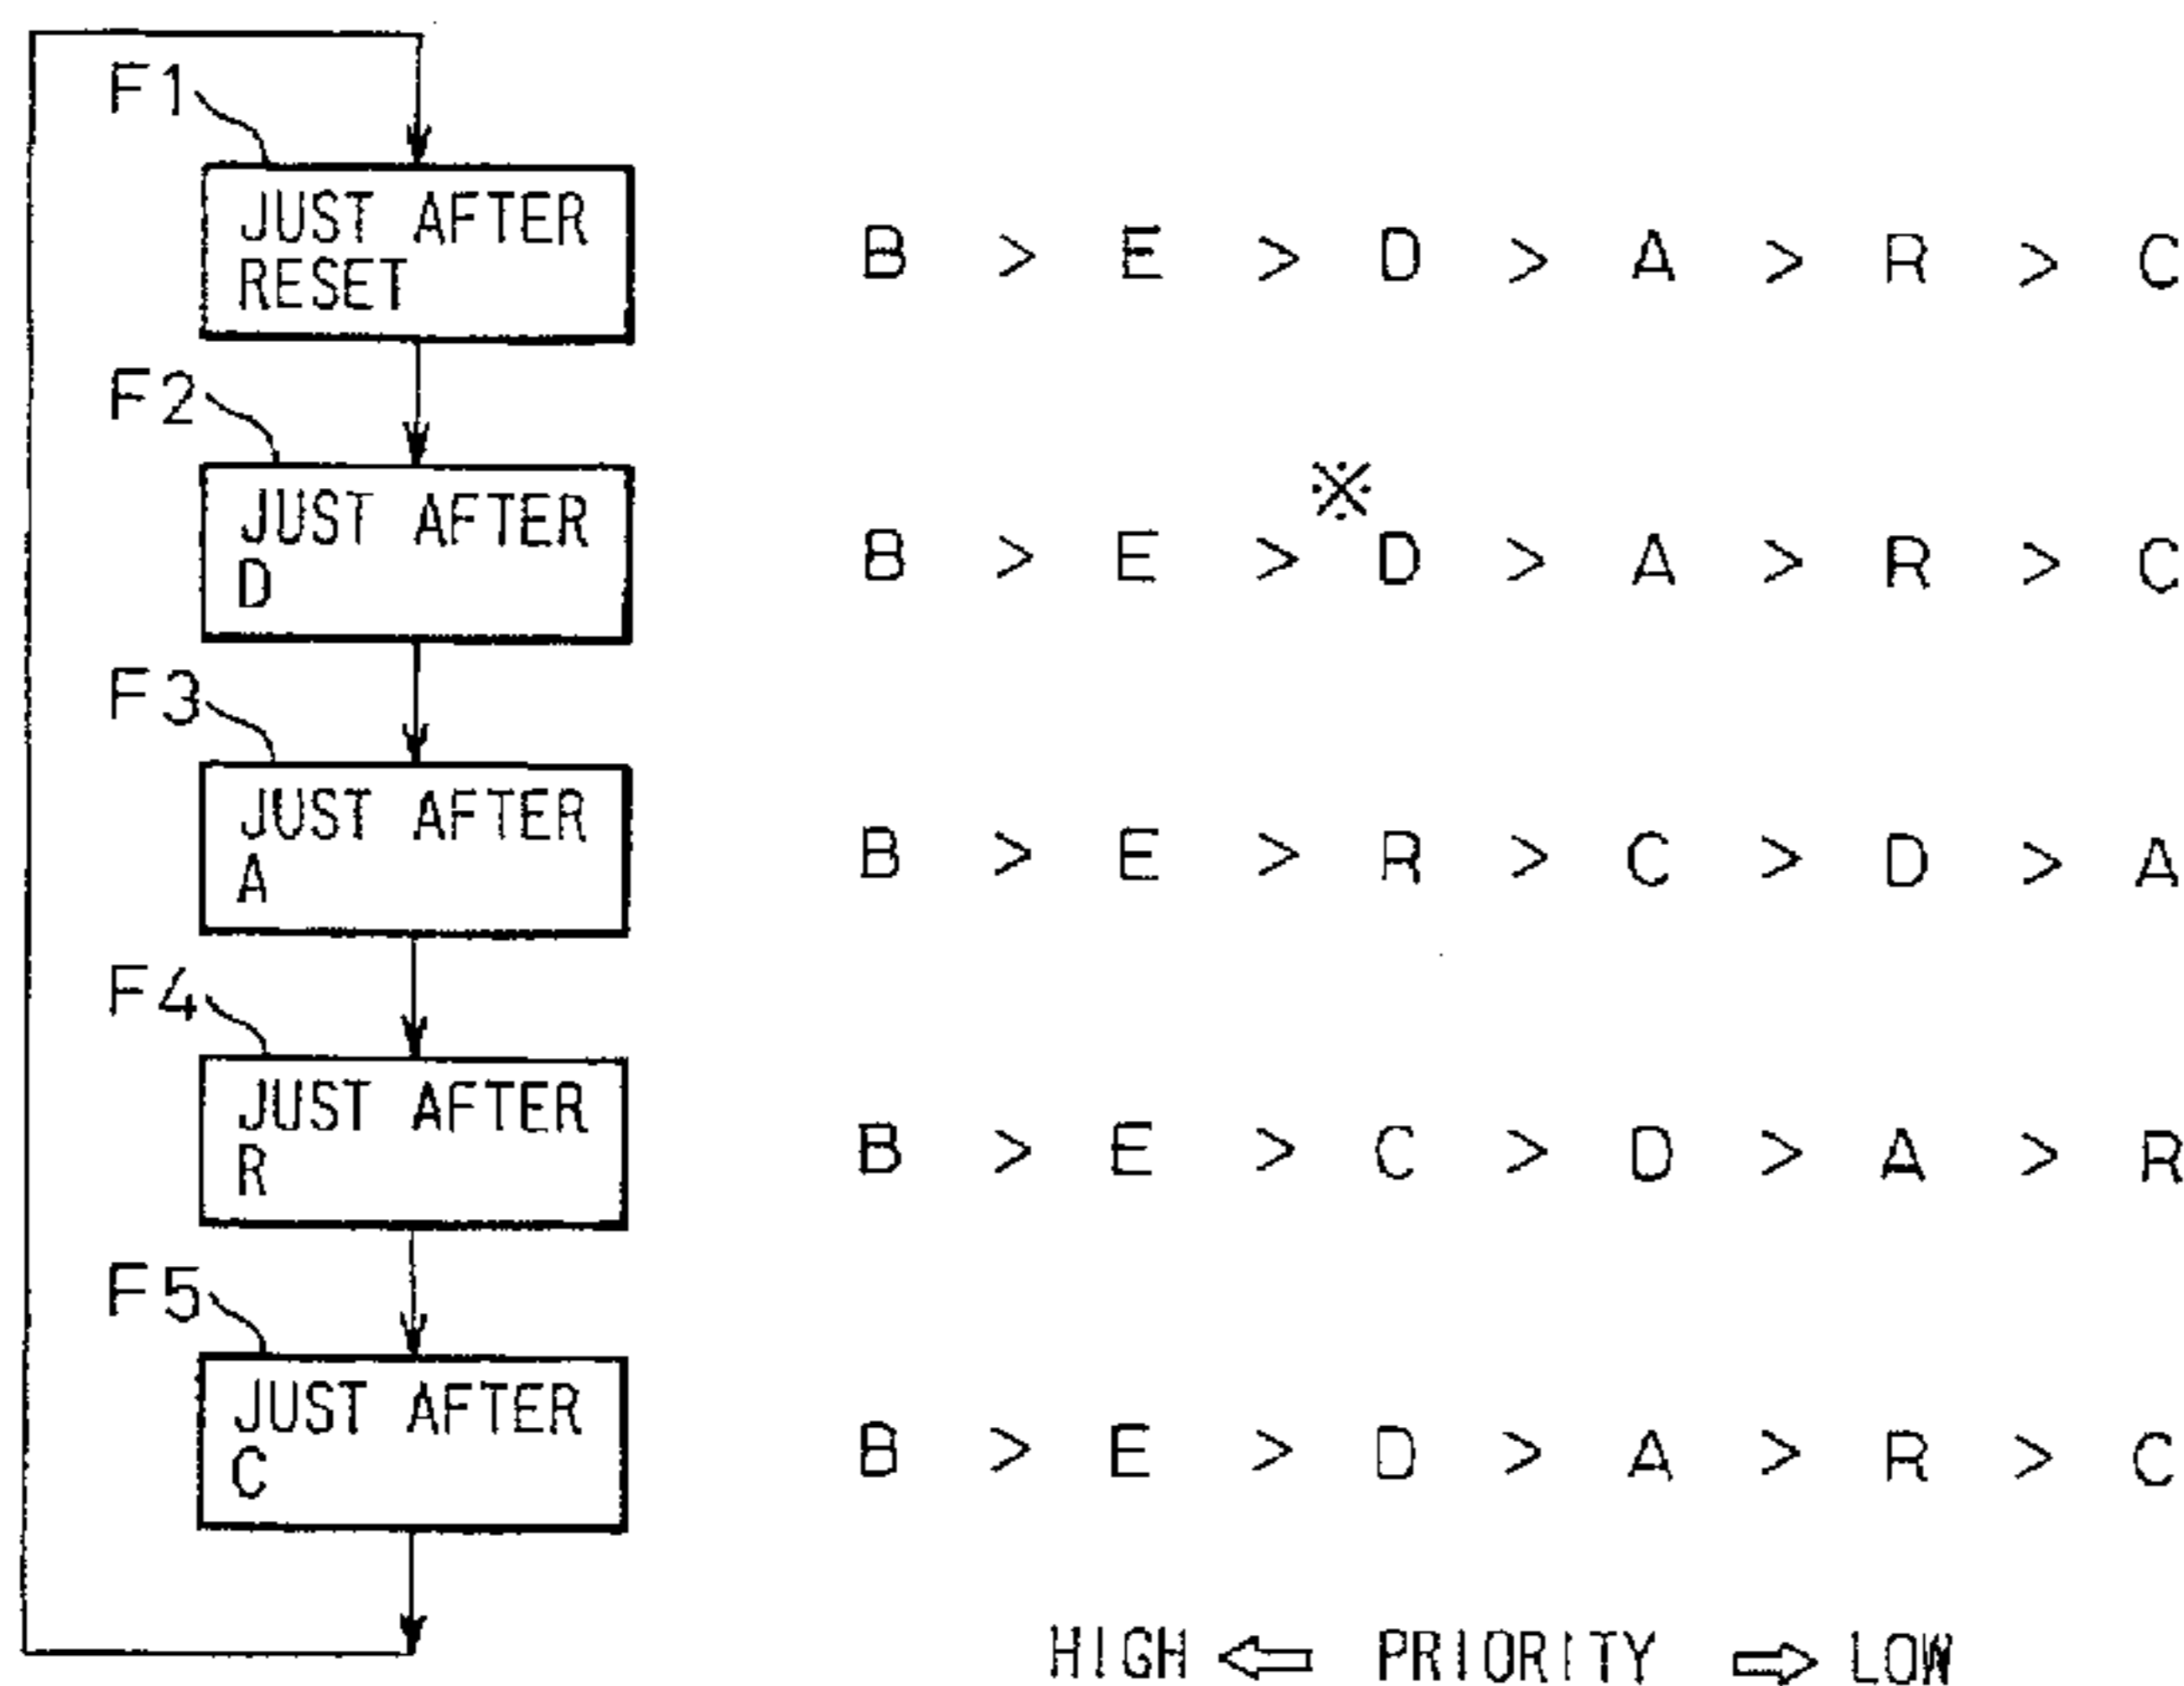 F1
JUST AFTER
RESET
B > E > D > A > R > C
F2
JUST AFTER
D
※
B > E > D > A > R > C
F3
JUST AFTER
A
B > E > R > C > D > A
F4
JUST AFTER
R
B > E > C > D > A > R
F5
JUST AFTER
C
B > E > D > A > R > C
HIGH ⇐ PRIORITY ⇒ LOW